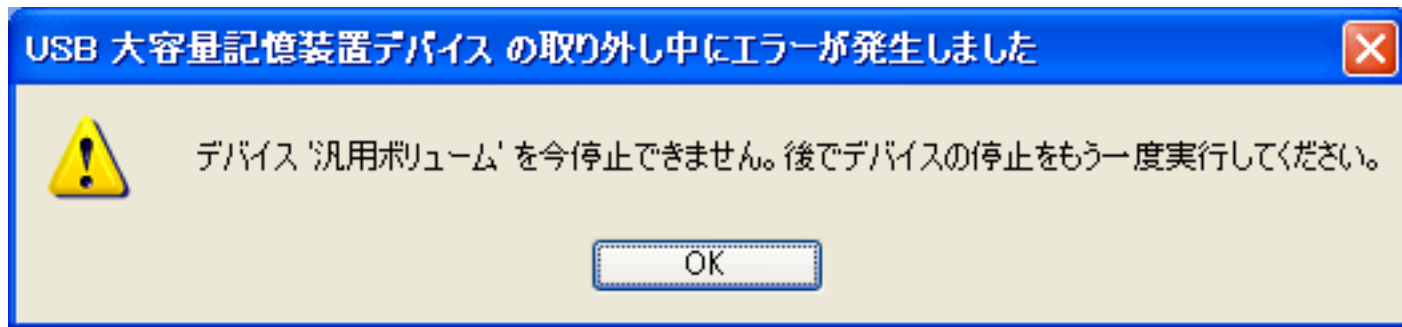 USB 大容量記憶装置デバイス の取り外し中にエラーが発生しました
デバイス '汎用ボリューム' を今停止できません。後でデバイスの停止をもう一度実行してください。
OK